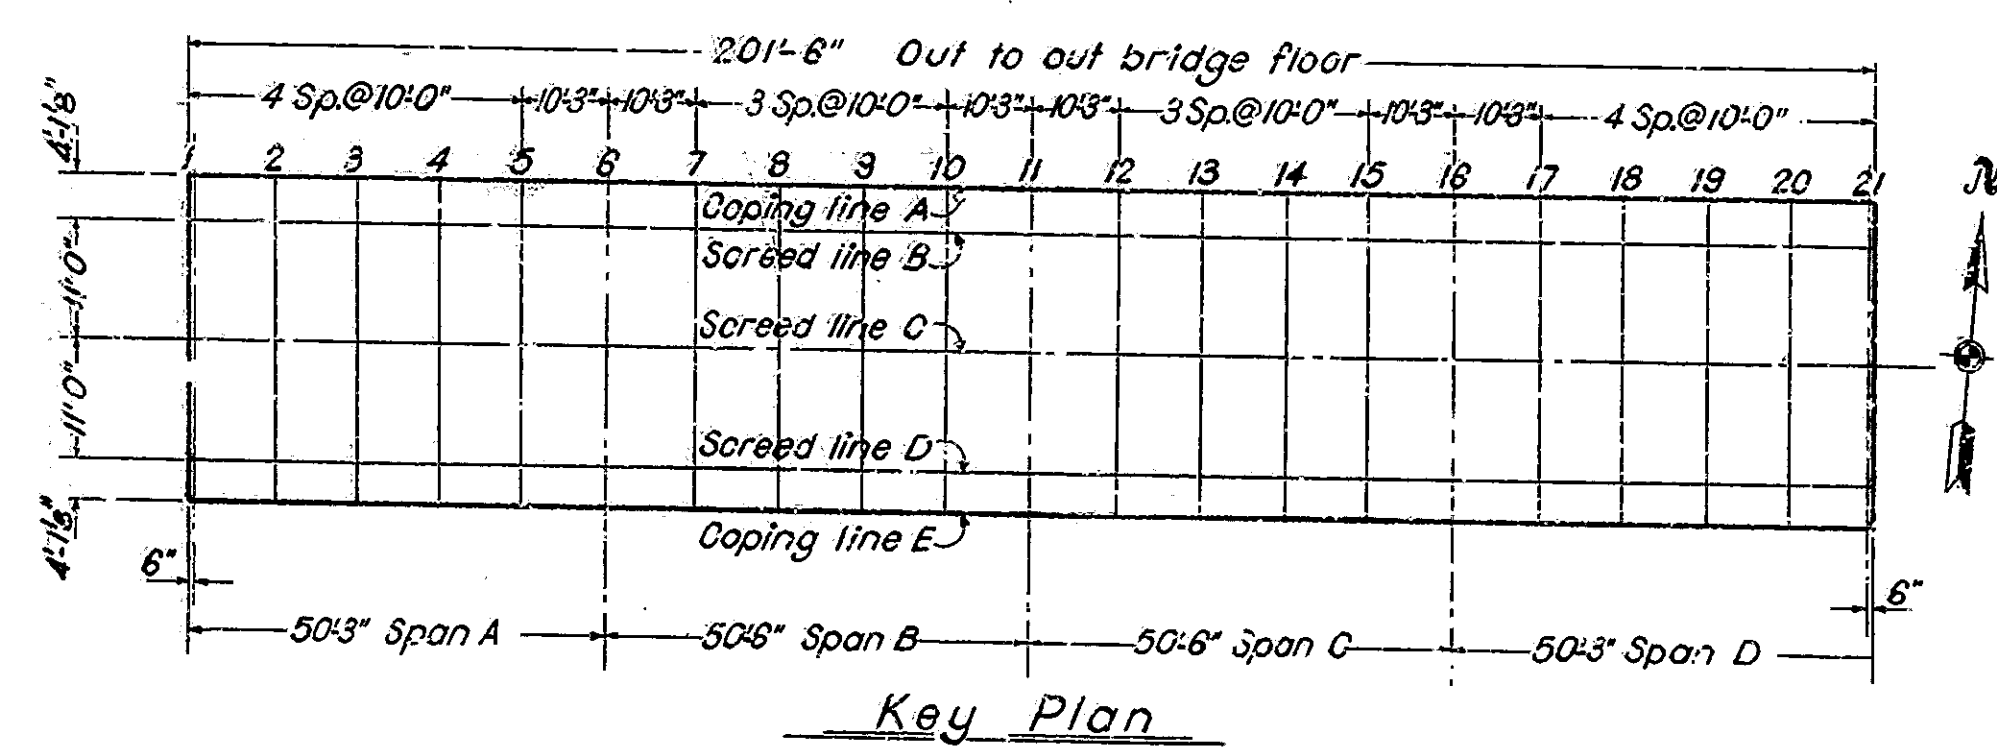 201'-6" Out to out bridge floor
4 Sp.@10'-0" 10'-3" 10'-3" 3 Sp.@10'-0" 10'-3" 10'-3" 3 Sp.@10'-0" 10'-3" 10'-3" 4 Sp.@10'-0"
4'-1⅛"
1 2 3 4 5 6 7 8 9 10 11 12 13 14 15 16 17 18 19 20 21
N
Coping line A
11'-0"
Screed line B
Screed line C
11'-0"
Screed line D
4'-1⅛"
Coping line E
6" 6"
50'-3" Span A 50'-6" Span B 50'-6" Span C 50'-3" Span D
Key Plan